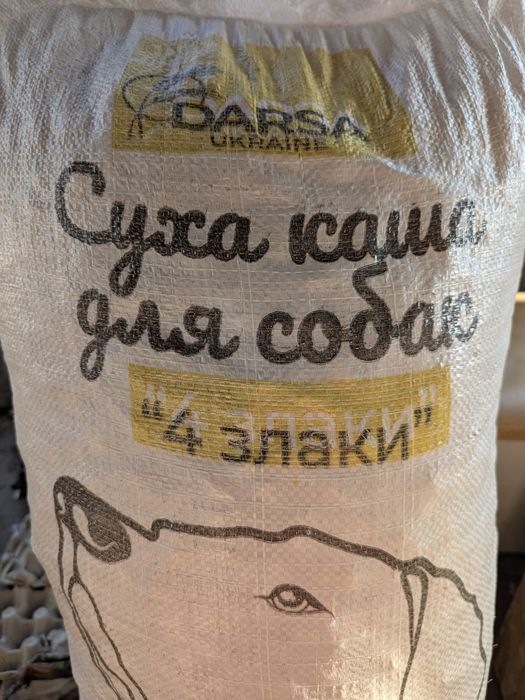 DARSA
UKRAINE
Суха каша
для собак
"4 злаки"